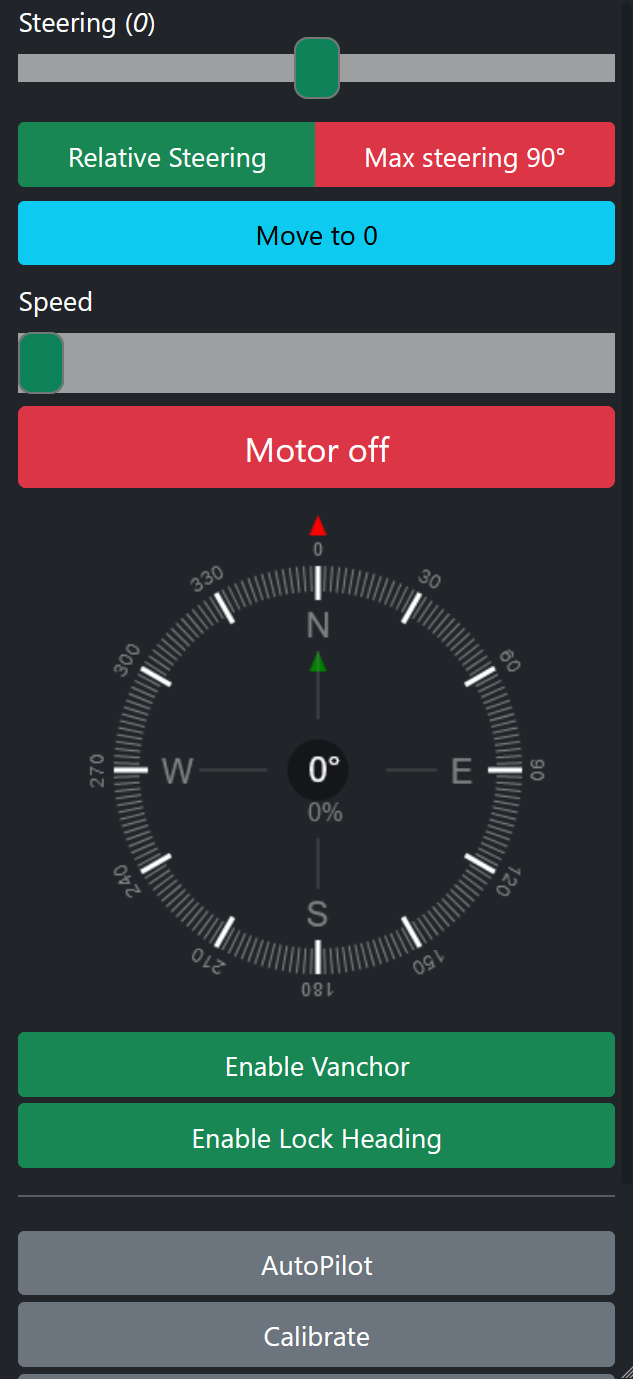 Steering (0)
Relative Steering
Max steering 90°
Move to 0
Speed
Motor off
0
330
30
N
300
60
270
W
0°
E
90
0%
240
120
S
210
150
180
Enable Vanchor
Enable Lock Heading
AutoPilot
Calibrate